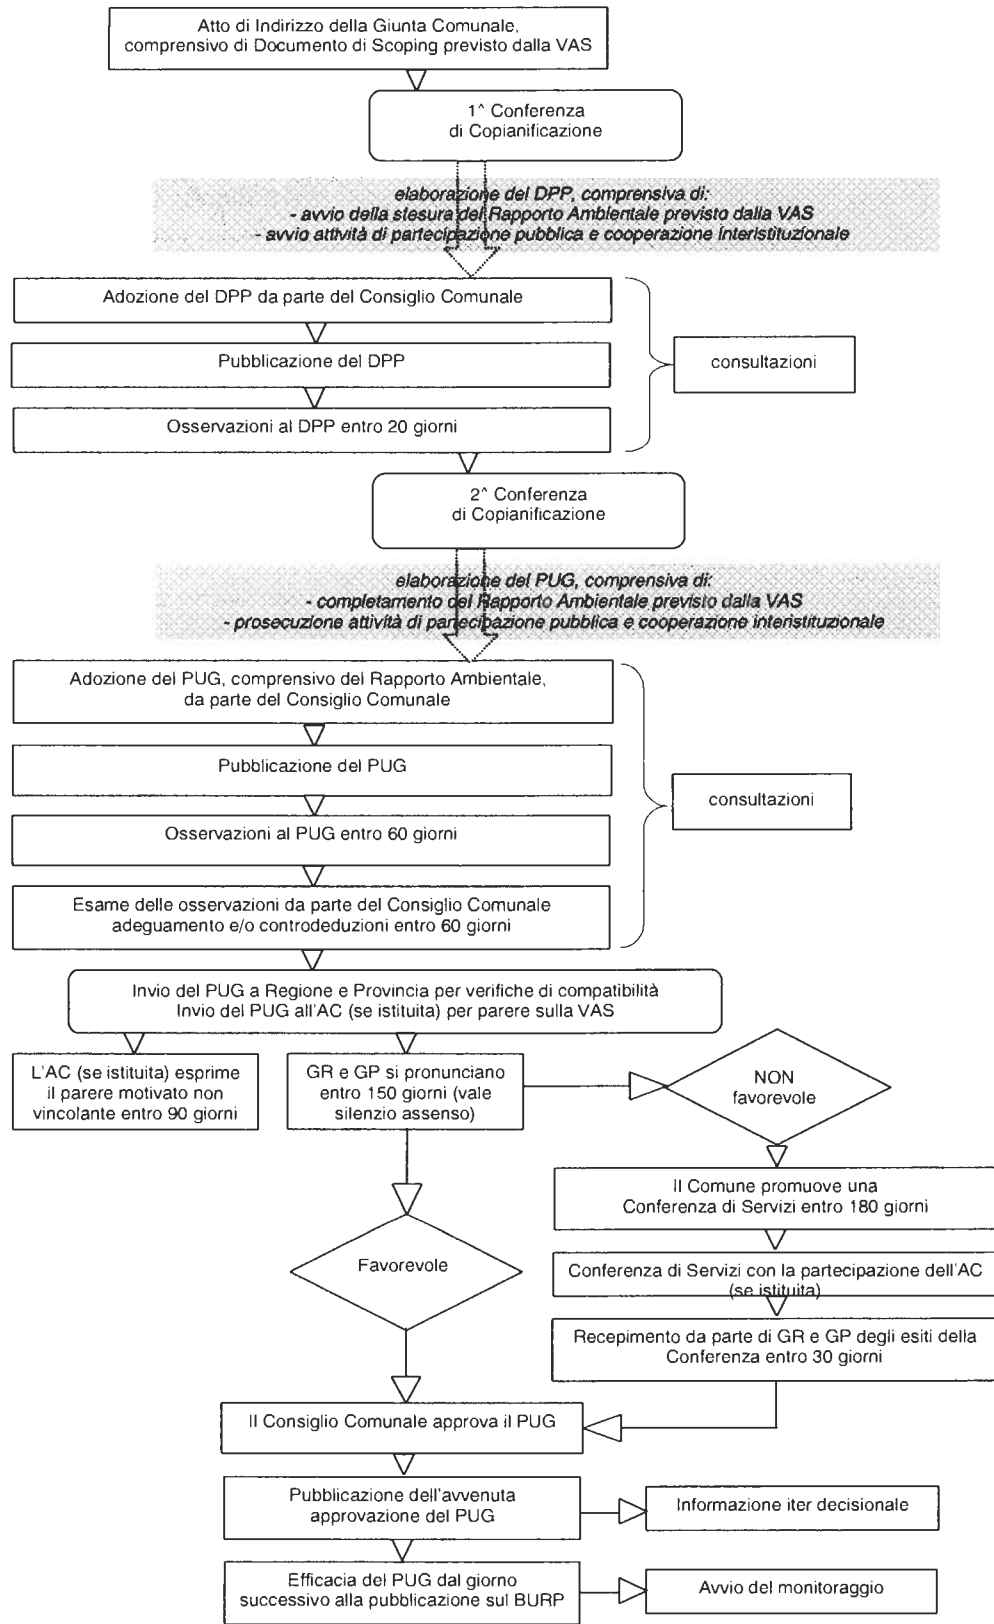 Atto di Indirizzo della Giunta Comunale,
comprensivo di Documento di Scoping previsto dalla VAS
1^ Conferenza
di Copianificazione
elaborazione del DPP, comprensiva di:
- avvio della stesura del Rapporto Ambientale previsto dalla VAS
- avvio attività di partecipazione pubblica e cooperazione interistituzionale
Adozione del DPP da parte del Consiglio Comunale
Pubblicazione del DPP
consultazioni
Osservazioni al DPP entro 20 giorni
2^ Conferenza
di Copianificazione
elaborazione del PUG, comprensiva di:
- completamento del Rapporto Ambientale previsto dalla VAS
- prosecuzione attività di partecipazione pubblica e cooperazione interistituzionale
Adozione del PUG, comprensivo del Rapporto Ambientale,
da parte del Consiglio Comunale
Pubblicazione del PUG
consultazioni
Osservazioni al PUG entro 60 giorni
Esame delle osservazioni da parte del Consiglio Comunale
adeguamento e/o controdeduzioni entro 60 giorni
Invio del PUG a Regione e Provincia per verifiche di compatibilità
Invio del PUG all'AC (se istituita) per parere sulla VAS
L'AC (se istituita) esprime
il parere motivato non
vincolante entro 90 giorni
GR e GP si pronunciano
entro 150 giorni (vale
silenzio assenso)
NON
favorevole
Il Comune promuove una
Conferenza di Servizi entro 180 giorni
Favorevole
Conferenza di Servizi con la partecipazione dell'AC
(se istituita)
Recepimento da parte di GR e GP degli esiti della
Conferenza entro 30 giorni
Il Consiglio Comunale approva il PUG
Pubblicazione dell'avvenuta
approvazione del PUG
Informazione iter decisionale
Efficacia del PUG dal giorno
successivo alla pubblicazione sul BURP
Avvio del monitoraggio